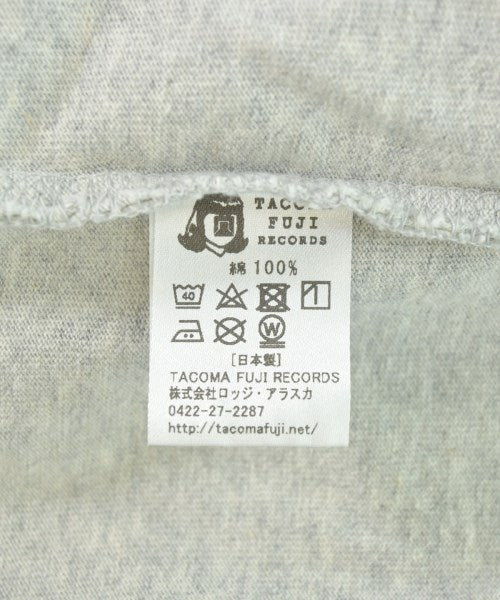 TACOMA
FUJI
RECORDS
綿 100%
40
W
[日本製]
TACOMA FUJI RECORDS
株式会社ロッジ・アラスカ
0422-27-2287
http://tacomafuji.net/